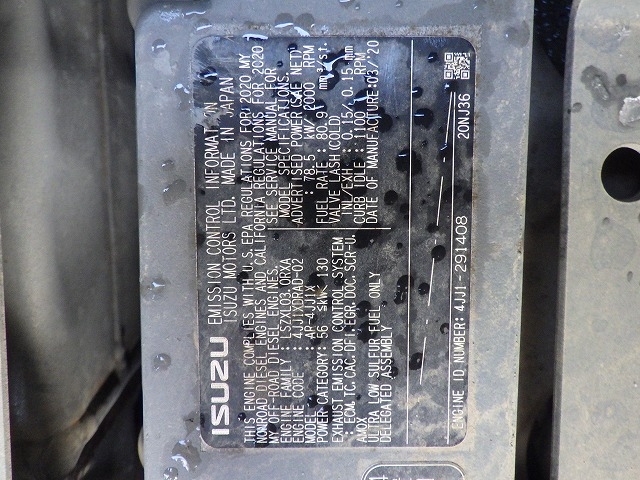 ISUZU
EMISSION CONTROL INFORMATION
ISUZU MOTORS LTD. MADE IN JAPAN
THIS ENGINE COMPLIES WITH U.S. EPA REGULATIONS FOR 2020 MY
NONROAD DIESEL ENGINES AND CALIFORNIA REGULATIONS FOR 2020
MY OFF-ROAD DIESEL ENGINES.
SEE SERVICE MANUAL FOR
MODEL SPECIFICATIONS.
ENGINE FAMILY : LSZXL03.0RXA
ENGINE CODE : 4JJ1XDRAD-02
MODEL : AR-4JJ1X
POWER CATEGORY: 56 ≤kW< 130
EXHAUST EMISSION CONTROL SYSTEM
: ECM,TC,CAC,DFI,EGR,DOC,SCR-U,
AMOX
ULTRA LOW SULFUR FUEL ONLY
DELEGATED ASSEMBLY
ADVERTISED POWER(SAE NET)
: 78.5 kW/ 2000 RPM
FUEL RATE: mm³/st.
VALVE LASH (COLD)
INL/EXH : 0.15/ 0.15 mm
CURB IDLE : 1100 RPM
DATE OF MANUFACTURE:03/'20
ENGINE ID NUMBER: 4JJ1-291408
20NJ36